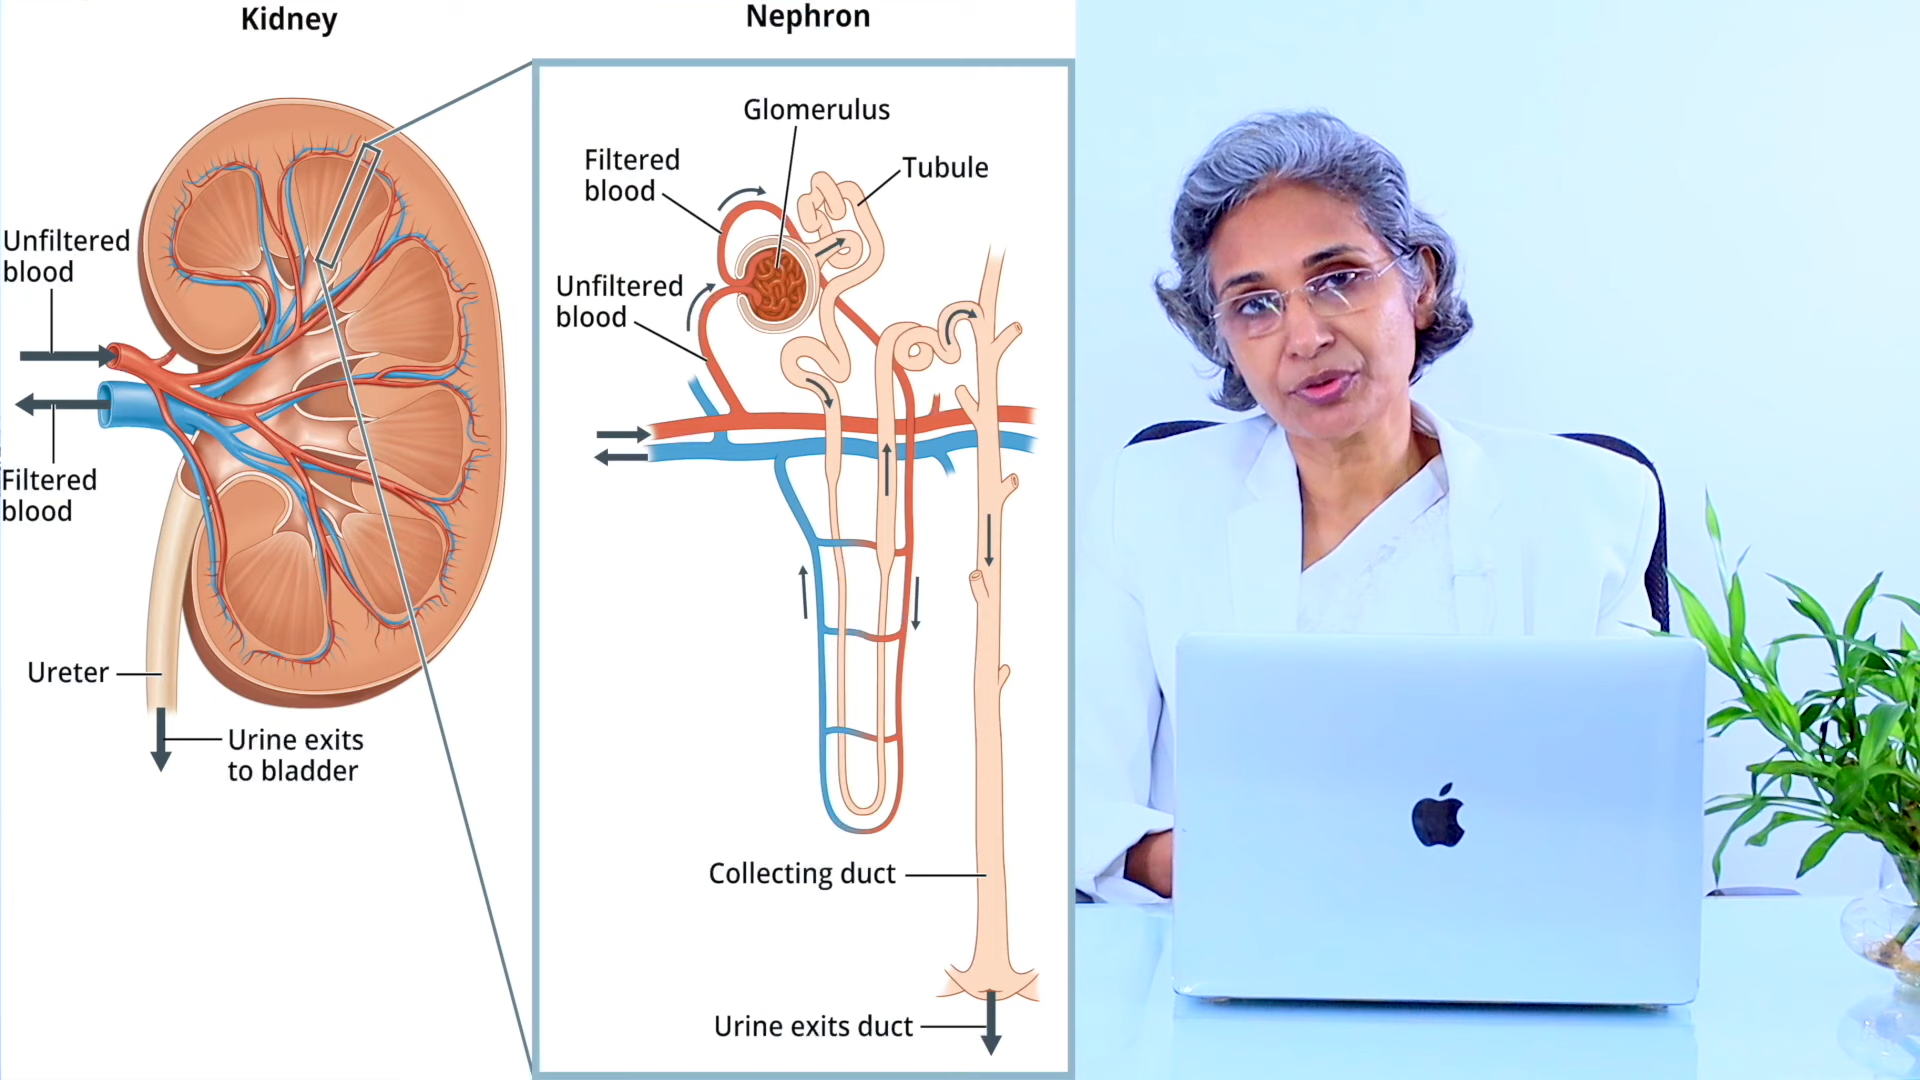 Kidney
Unfiltered
blood
Filtered
blood
Ureter
Urine exits
to bladder
Nephron
Glomerulus
Filtered
blood
Tubule
Unfiltered
blood
Collecting duct
Urine exits duct